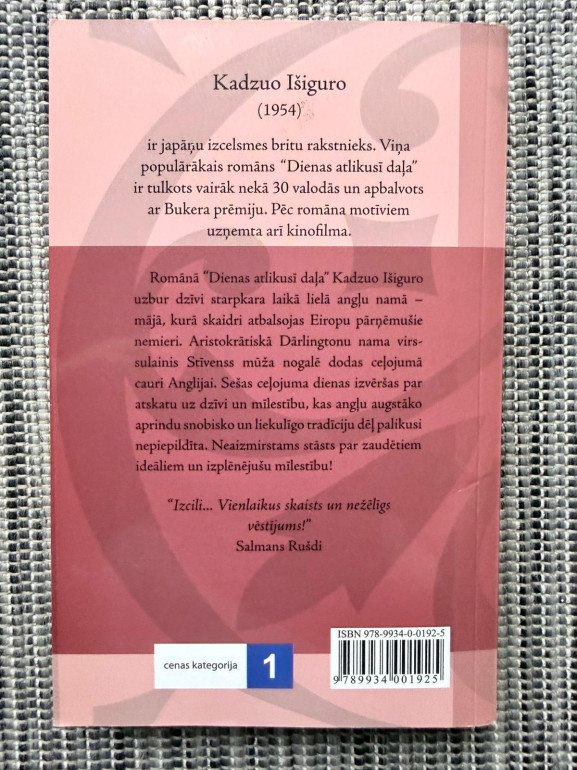 Kadzuo Išiguro
(1954)
ir japāņu izcelsmes britu rakstnieks. Viņa
populārākais romāns “Dienas atlikusī daļa”
ir tulkots vairāk nekā 30 valodās un apbalvots
ar Bukera prēmiju. Pēc romāna motīviem
uzņemta arī kinofilma.
Romānā “Dienas atlikusī daļa” Kadzuo Išiguro
uzbur dzīvi starpkara laikā lielā angļu namā –
mājā, kurā skaidri atbalsojas Eiropu pārņēmušie
nemieri. Aristokrātiskā Dārlingtonu nama virs-
sulainis Stīvenss mūža nogalē dodas ceļojumā
cauri Anglijai. Sešas ceļojuma dienas izvēršas par
atskatu uz dzīvi un mīlestību, kas angļu augstāko
aprindu snobisko un liekulīgo tradīciju dēļ palikusi
nepiepildīta. Neaizmirstams stāsts par zaudētiem
ideāliem un izplēnējušu mīlestību!
“Izcili... Vienlaikus skaists un nežēlīgs
vēstījums!”
Salmans Rušdi
cenas kategorija 1
ISBN 978-9934-0-0192-5
9789934001925